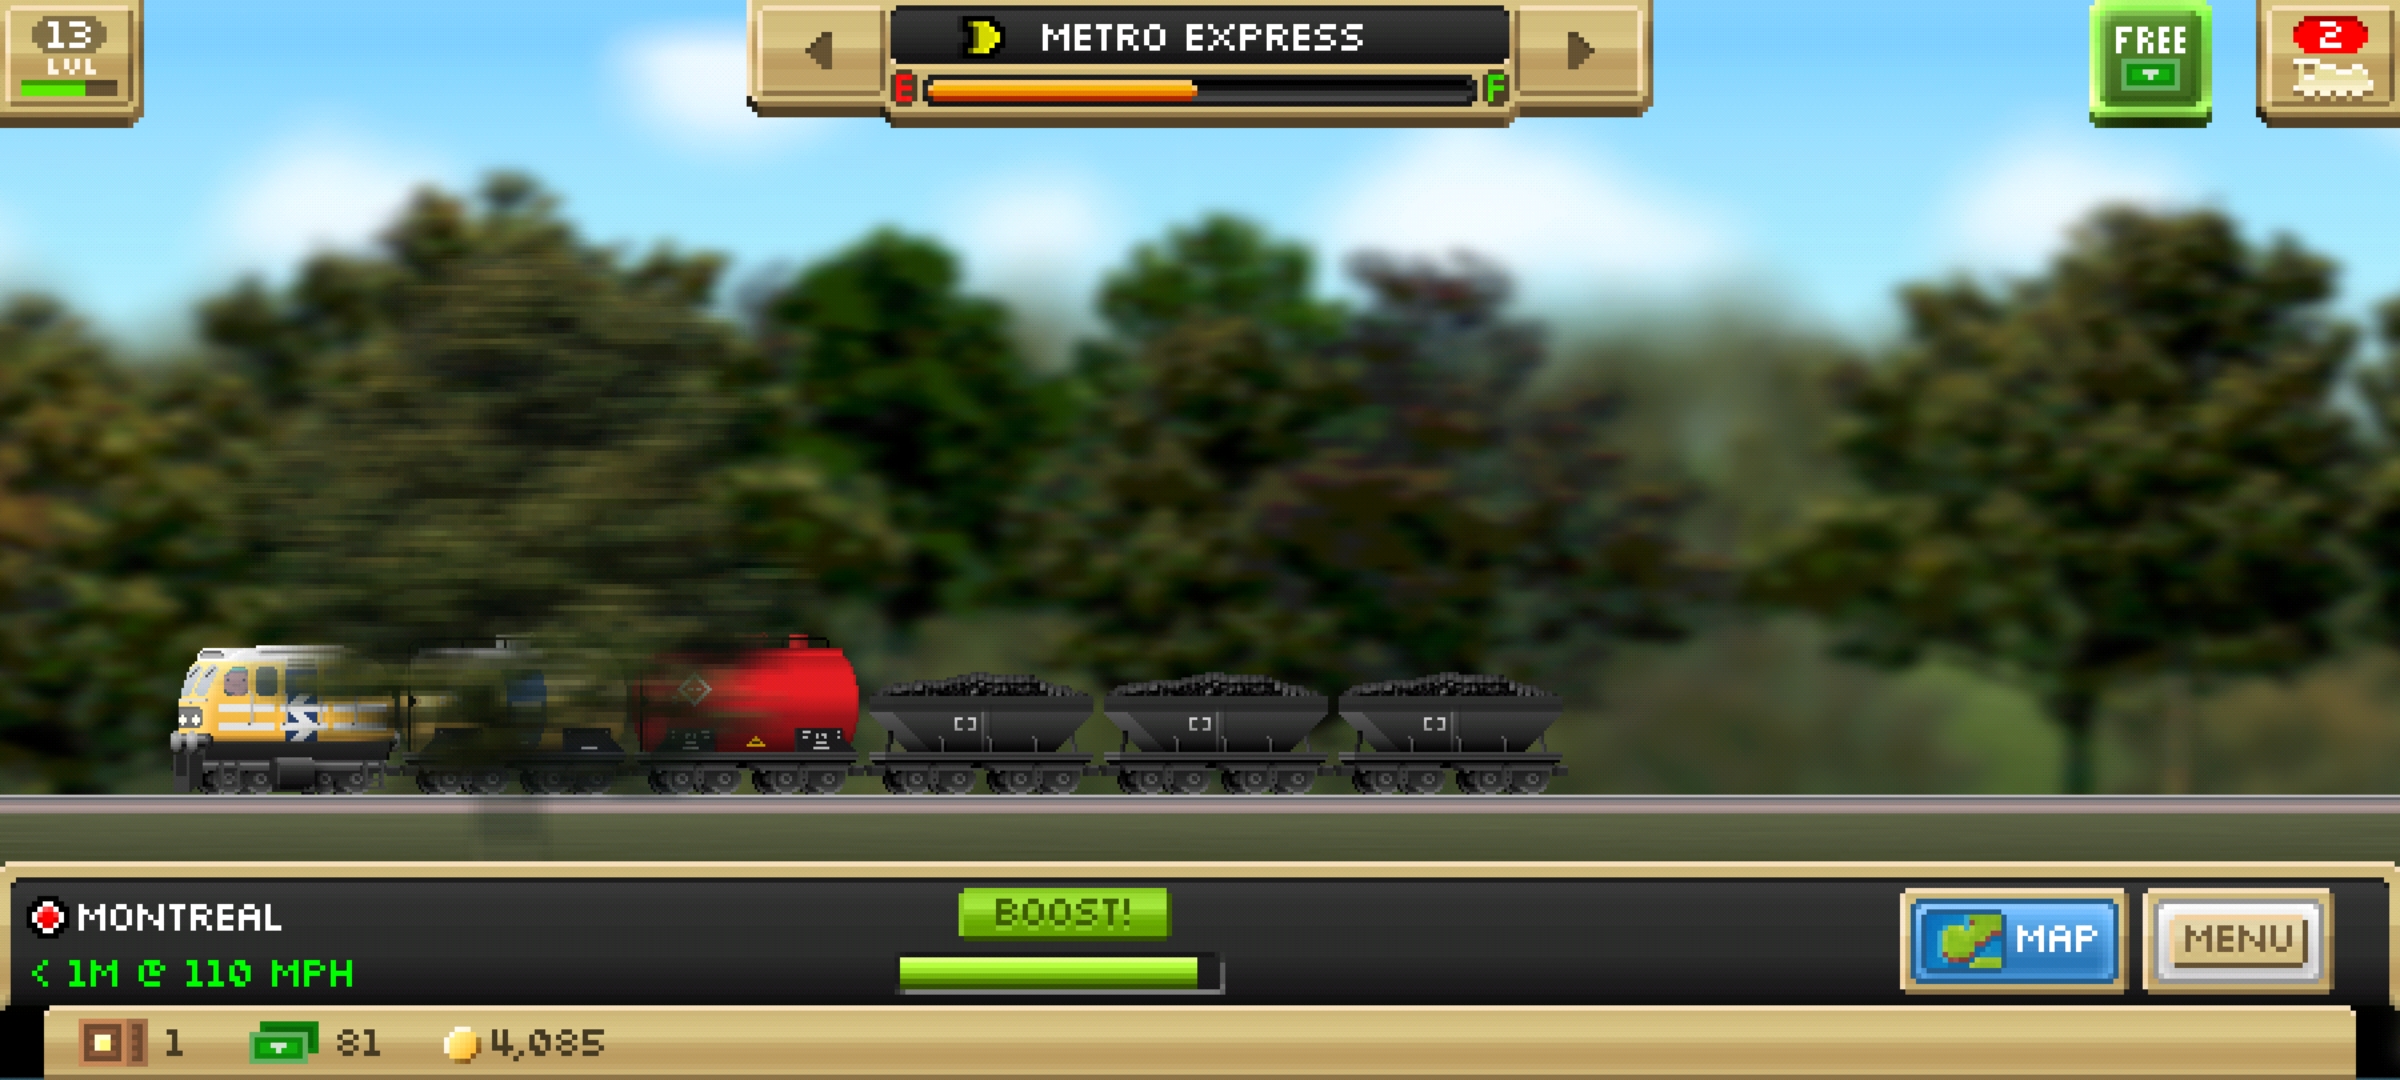 13
LVL
METRO EXPRESS
E F
FREE
2
MONTREAL
< 1M @ 110 MPH
BOOST!
MAP
MENU
1
81
4,085